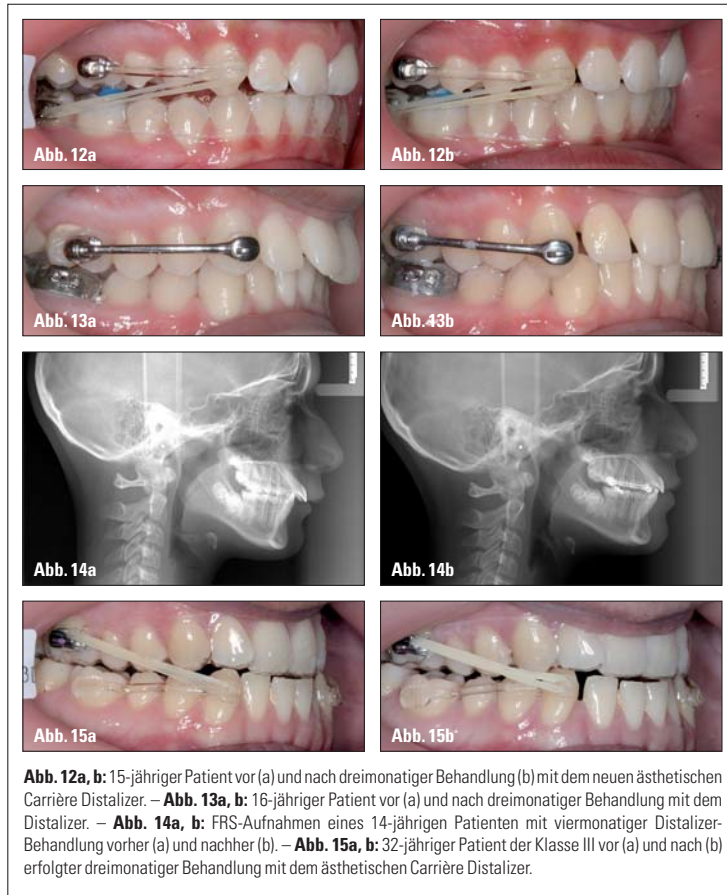 Abb. 12a
Abb. 12b
Abb. 13a
Abb. 13b
Abb. 14a
Abb. 14b
Abb. 15a
Abb. 15b
Abb. 12a, b: 15-jähriger Patient vor (a) und nach dreimonatiger Behandlung (b) mit dem neuen ästhetischen
Carrière Distalizer. – Abb. 13a, b: 16-jähriger Patient vor (a) und nach dreimonatiger Behandlung mit dem
Distalizer. – Abb. 14a, b: FRS-Aufnahmen eines 14-jährigen Patienten mit viermonatiger Distalizer-
Behandlung vorher (a) und nachher (b). – Abb. 15a, b: 32-jähriger Patient der Klasse III vor (a) und nach (b)
erfolgter dreimonatiger Behandlung mit dem ästhetischen Carrière Distalizer.